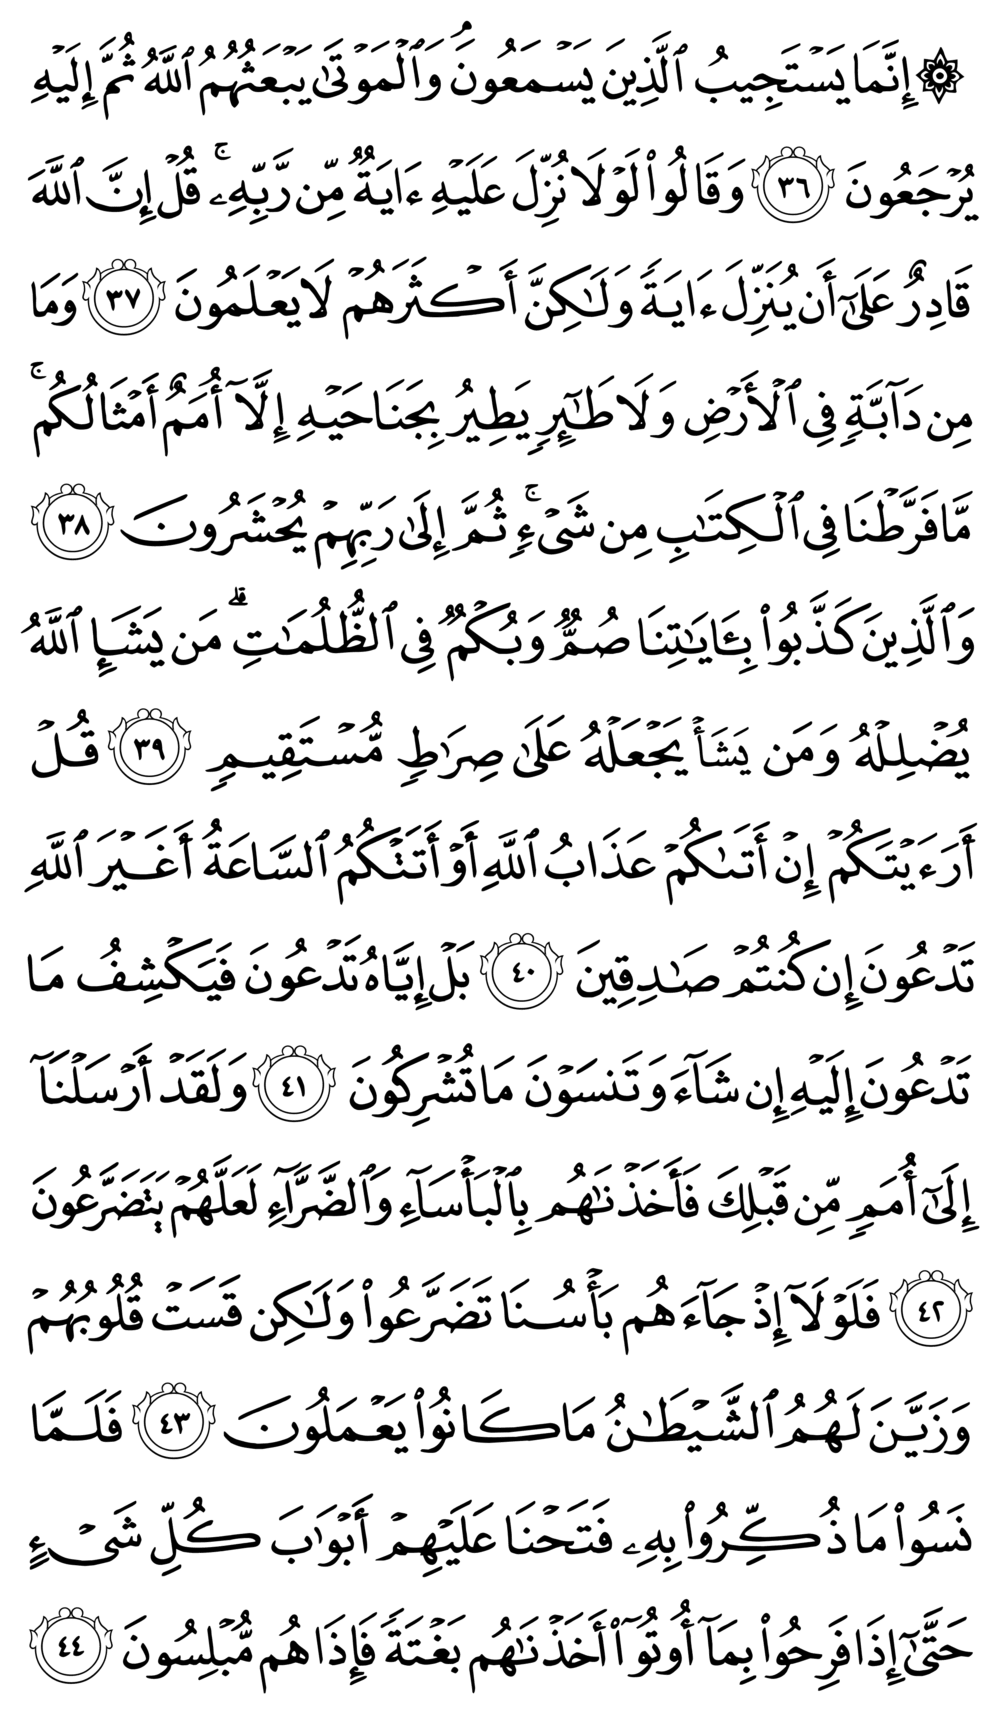 ۞ إِنَّمَا يَسْتَجِيبُ ٱلَّذِينَ يَسْمَعُونَۘ وَٱلْمَوْتَىٰ يَبْعَثُهُمُ ٱللَّهُ ثُمَّ إِلَيْهِ
يُرْجَعُونَ ٣٦ وَقَالُوا۟ لَوْلَا نُزِّلَ عَلَيْهِ ءَايَةٌ مِّن رَّبِّهِۦۚ قُلْ إِنَّ ٱللَّهَ
قَادِرٌ عَلَىٰٓ أَن يُنَزِّلَ ءَايَةً وَلَٰكِنَّ أَكْثَرَهُمْ لَا يَعْلَمُونَ ٣٧ وَمَا
مِن دَآبَّةٍ فِى ٱلْأَرْضِ وَلَا طَٰٓئِرٍ يَطِيرُ بِجَنَاحَيْهِ إِلَّآ أُمَمٌ أَمْثَالُكُمۚ
مَّا فَرَّطْنَا فِى ٱلْكِتَٰبِ مِن شَىْءٍۚ ثُمَّ إِلَىٰ رَبِّهِمْ يُحْشَرُونَ ٣٨
وَٱلَّذِينَ كَذَّبُوا۟ بِـَٔايَٰتِنَا صُمٌّ وَبُكْمٌ فِى ٱلظُّلُمَٰتِۗ مَن يَشَإِ ٱللَّهُ
يُضْلِلْهُ وَمَن يَشَأْ يَجْعَلْهُ عَلَىٰ صِرَٰطٍ مُّسْتَقِيمٍ ٣٩ قُلْ
أَرَءَيْتَكُمْ إِنْ أَتَىٰكُمْ عَذَابُ ٱللَّهِ أَوْ أَتَتْكُمُ ٱلسَّاعَةُ أَغَيْرَ ٱللَّهِ
تَدْعُونَ إِن كُنتُمْ صَٰدِقِينَ ٤٠ بَلْ إِيَّاهُ تَدْعُونَ فَيَكْشِفُ مَا
تَدْعُونَ إِلَيْهِ إِن شَآءَ وَتَنسَوْنَ مَا تُشْرِكُونَ ٤١ وَلَقَدْ أَرْسَلْنَآ
إِلَىٰٓ أُمَمٍ مِّن قَبْلِكَ فَأَخَذْنَٰهُم بِٱلْبَأْسَآءِ وَٱلضَّرَّآءِ لَعَلَّهُمْ يَتَضَرَّعُونَ
٤٢ فَلَوْلَآ إِذْ جَآءَهُم بَأْسُنَا تَضَرَّعُوا۟ وَلَٰكِن قَسَتْ قُلُوبُهُمْ
وَزَيَّنَ لَهُمُ ٱلشَّيْطَٰنُ مَا كَانُوا۟ يَعْمَلُونَ ٤٣ فَلَمَّا
نَسُوا۟ مَا ذُكِّرُوا۟ بِهِۦ فَتَحْنَا عَلَيْهِمْ أَبْوَٰبَ كُلِّ شَىْءٍ
حَتَّىٰٓ إِذَا فَرِحُوا۟ بِمَآ أُوتُوٓا۟ أَخَذْنَٰهُم بَغْتَةً فَإِذَا هُم مُّبْلِسُونَ ٤٤